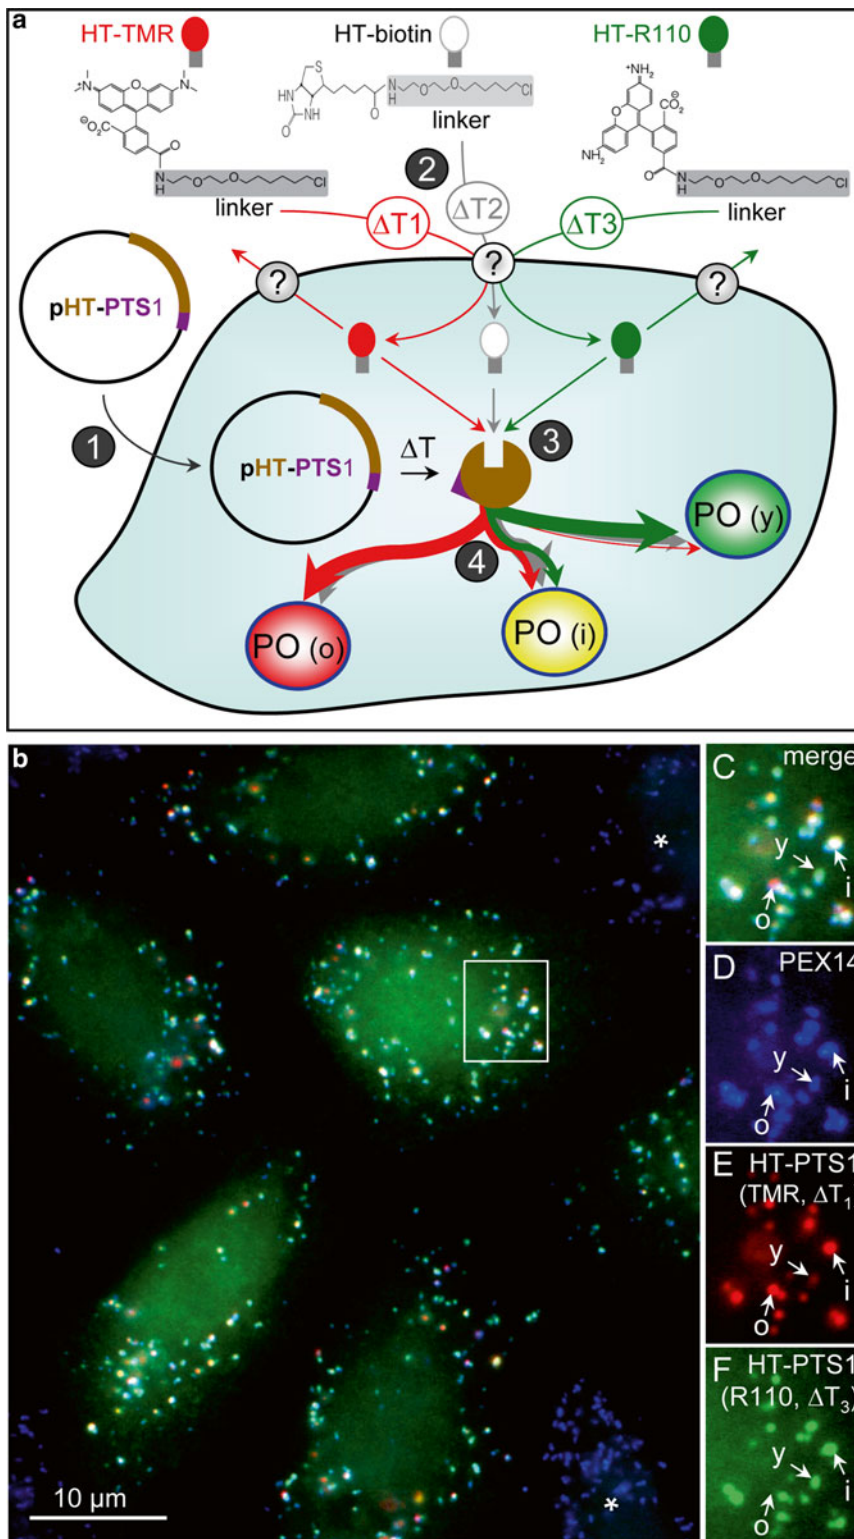 a
HT-TMR
HT-biotin
HT-R110
linker
linker
linker
2
ΔT1
ΔT2
ΔT3
?
?
?
pHT-PTS1
1
pHT-PTS1
ΔT
3
4
PO (y)
PO (o)
PO (i)
b
*
*
10 µm
C
merge
y
i
o
D
PEX14
y
i
o
E
HT-PTS1
(TMR, ΔT1)
y
i
o
F
HT-PTS1
(R110, ΔT3)
y
i
o